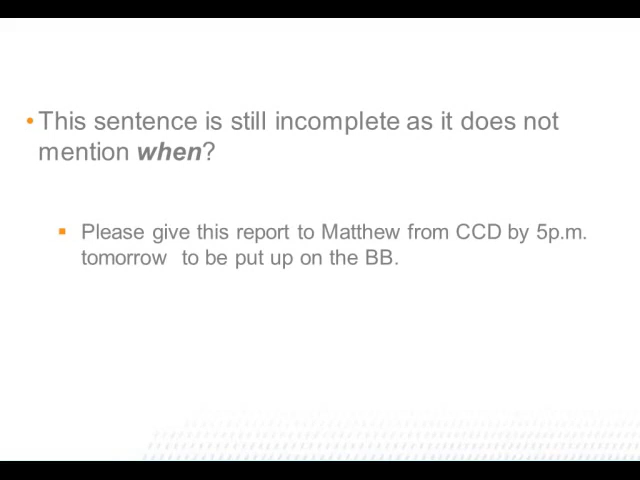 • This sentence is still incomplete as it does not
mention when?
▪ Please give this report to Matthew from CCD by 5p.m.
tomorrow to be put up on the BB.